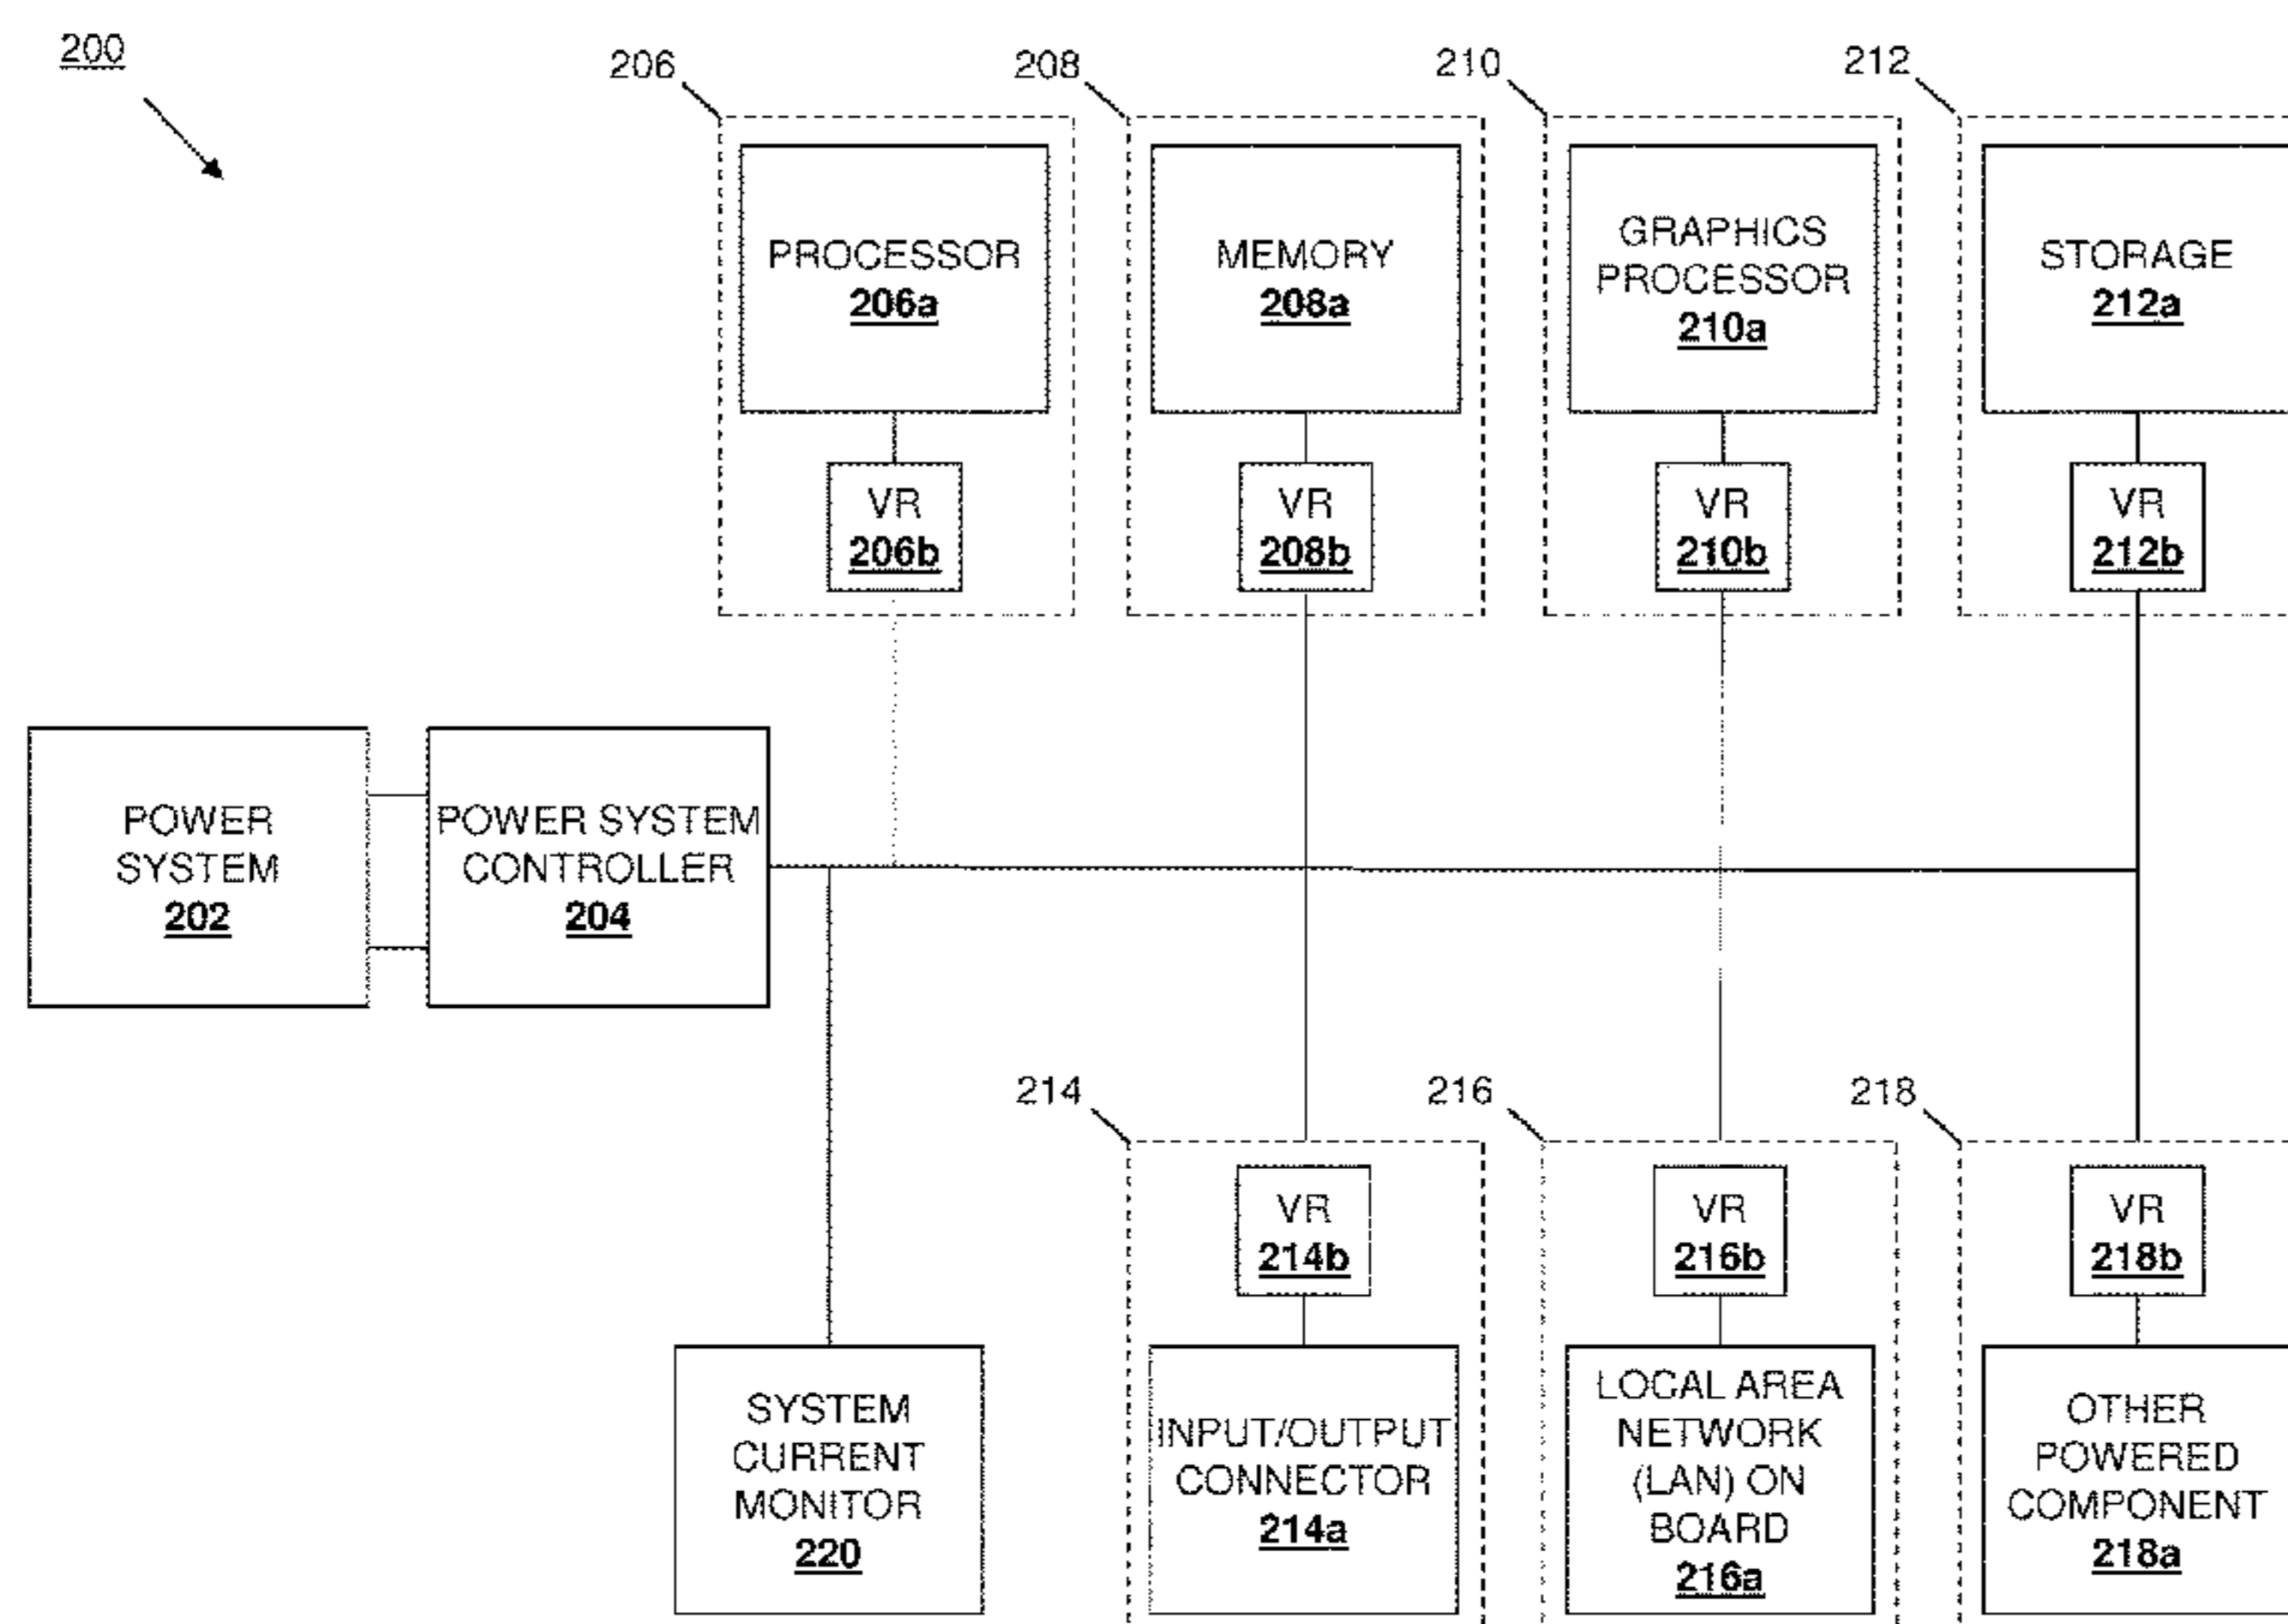 200
206
208
210
212
PROCESSOR
206a
MEMORY
208a
GRAPHICS
PROCESSOR
210a
STORAGE
212a
VR
206b
VR
208b
VR
210b
VR
212b
POWER
SYSTEM
202
POWER SYSTEM
CONTROLLER
204
214
216
218
VR
214b
VR
216b
VR
218b
SYSTEM
CURRENT
MONITOR
220
INPUT/OUTPUT
CONNECTOR
214a
LOCAL AREA
NETWORK
(LAN) ON
BOARD
216a
OTHER
POWERED
COMPONENT
218a